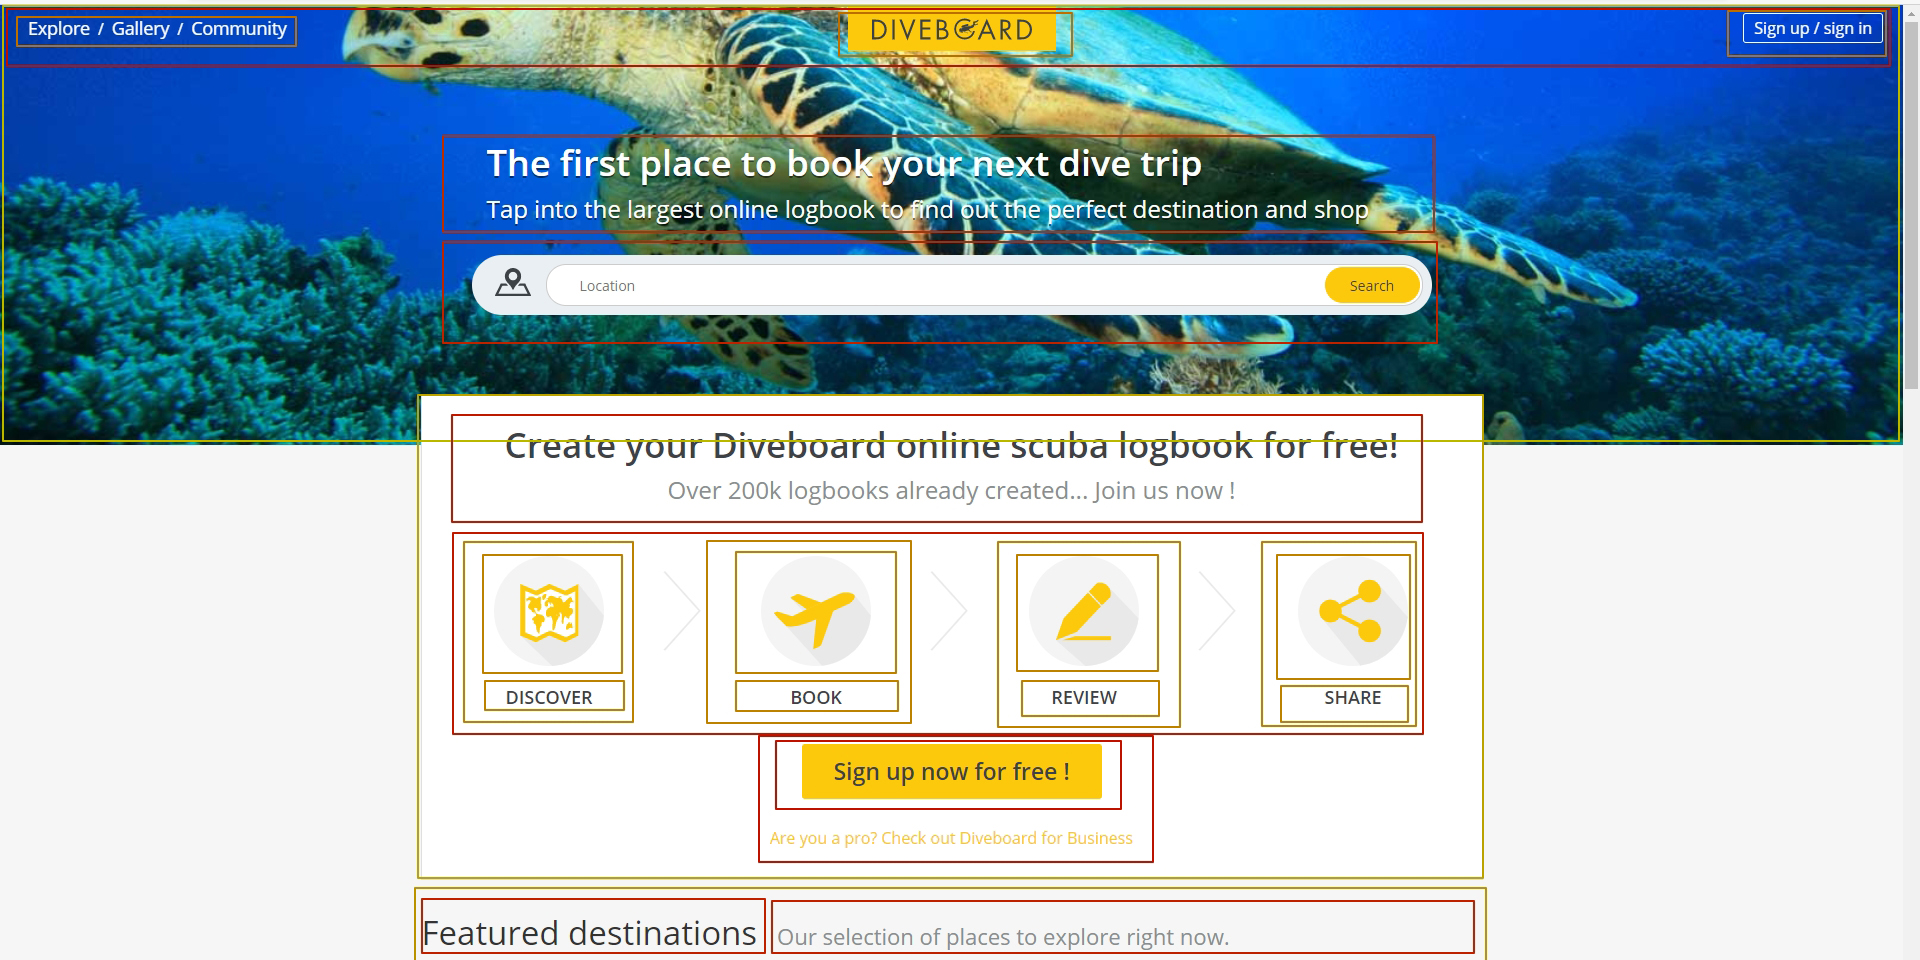 Explore / Gallery / Community
DIVEBOARD
Sign up / sign in
The first place to book your next dive trip
Tap into the largest online logbook to find out the perfect destination and shop
Location
Search
Create your Diveboard online scuba logbook for free!
Over 200k logbooks already created... Join us now !
DISCOVER
BOOK
REVIEW
SHARE
Sign up now for free !
Are you a pro? Check out Diveboard for Business
Featured destinations
Our selection of places to explore right now.